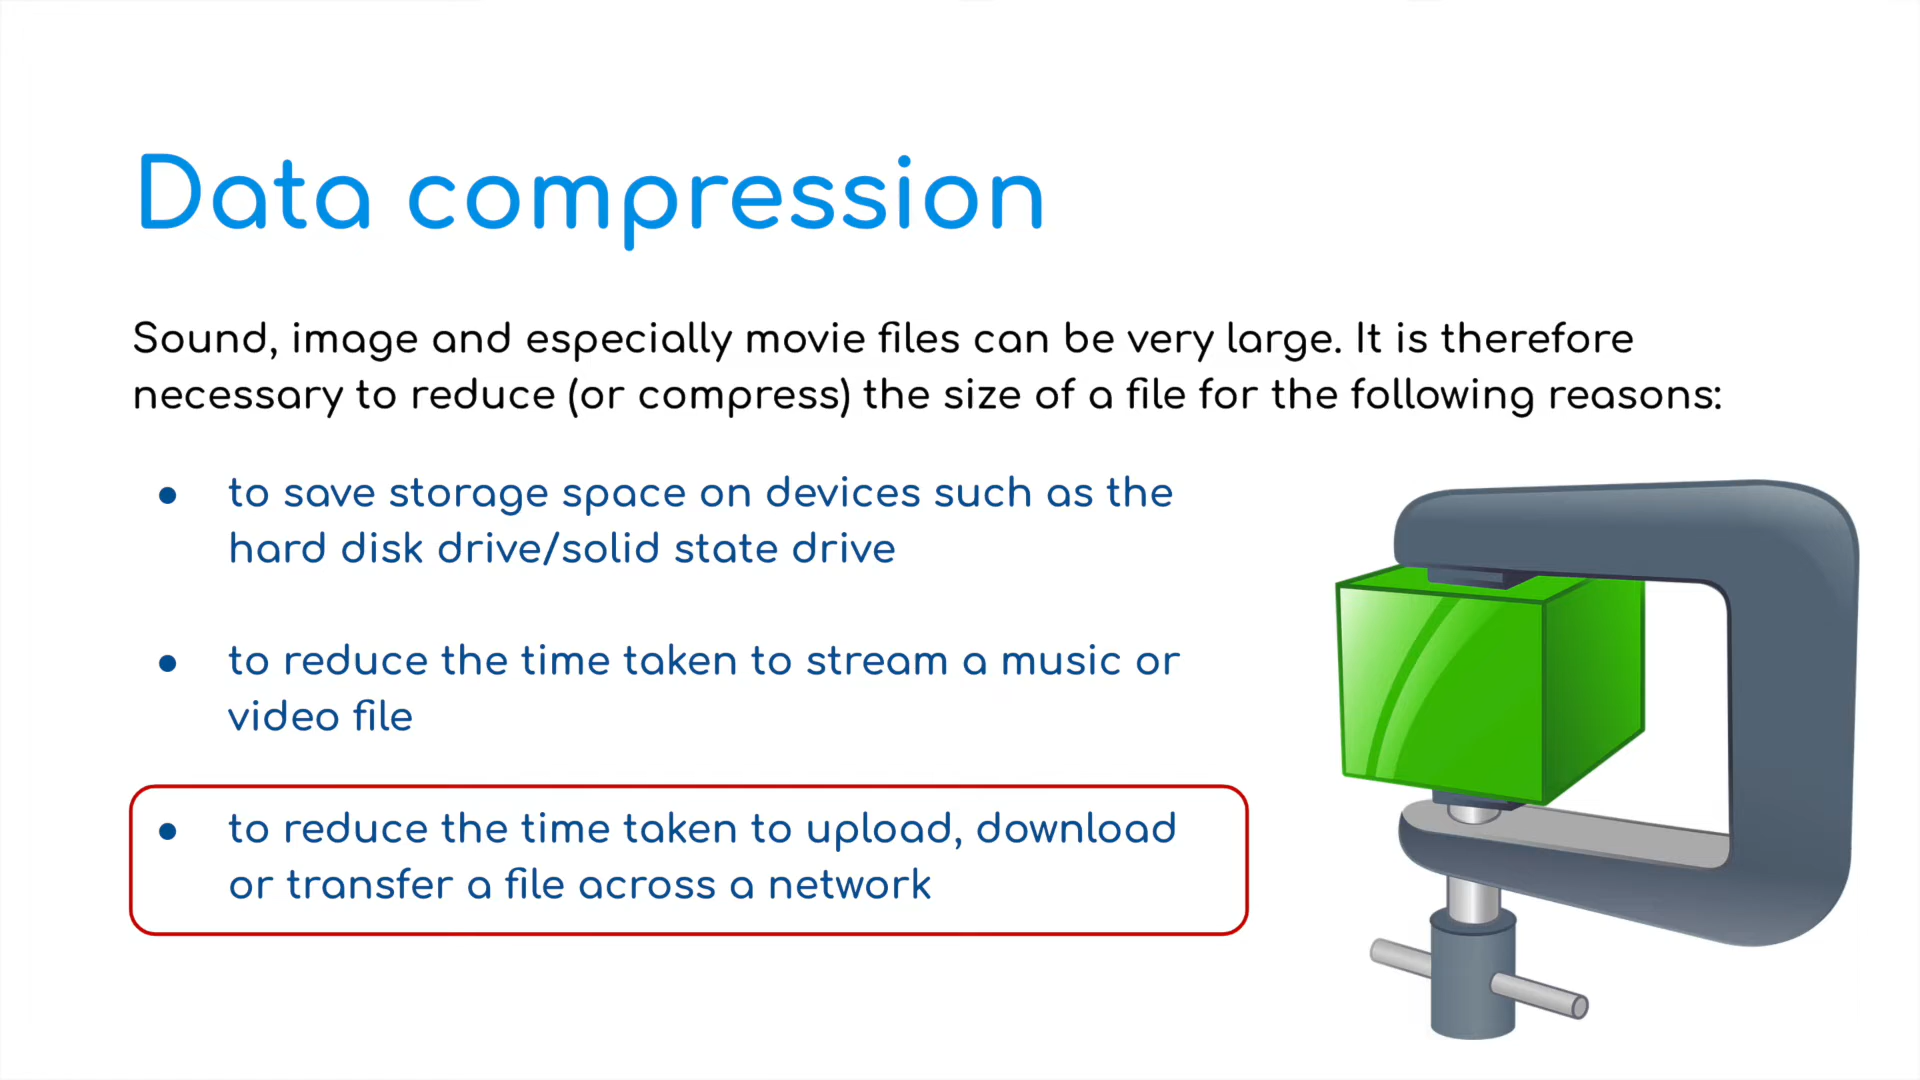 Data compression
Sound, image and especially movie files can be very large. It is therefore
necessary to reduce (or compress) the size of a file for the following reasons:
● to save storage space on devices such as the
hard disk drive/solid state drive
● to reduce the time taken to stream a music or
video file
● to reduce the time taken to upload, download
or transfer a file across a network